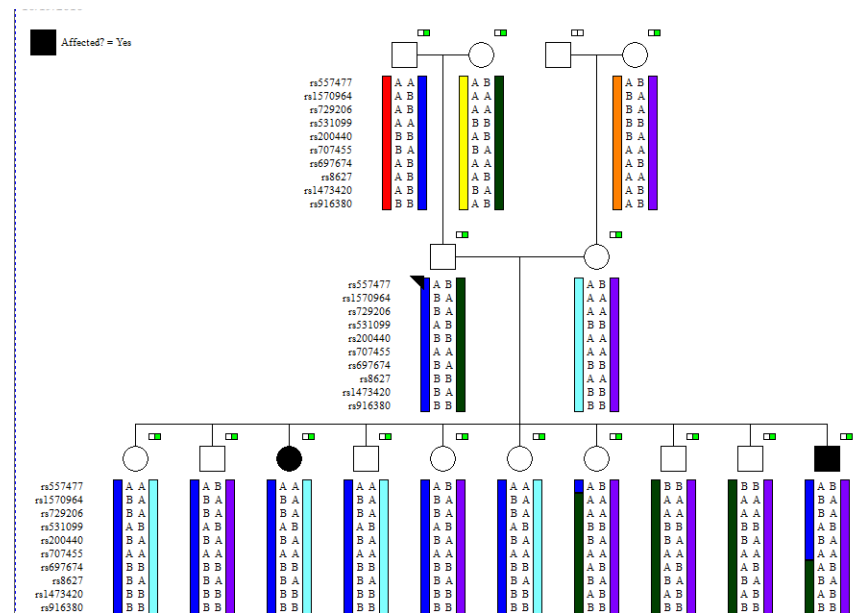 Affected? = Yes
rs557477 A A A B A B
rs1570964 A B A A B A
rs729206 A B A A B A
rs531099 A A B B B B
rs200440 B B B B B B
rs707455 A A B A A A
rs697674 A B A B A A
rs8627 A B A B A A
rs1473420 A B B A A B
rs916380 B B A B B B
rs557477 A B A B
rs1570964 B A A A
rs729206 B A A A
rs531099 A B B B
rs200440 B B B B
rs707455 A A A A
rs697674 B B A A
rs8627 B B A A
rs1473420 B A B B
rs916380 B B B B
rs557477 A A A B A A A A A B A A A B B B B B A B
rs1570964 B A B A B A B A B A B A A A A A A A B A
rs729206 B A B A B A B A B A B A A A A A A A B A
rs531099 A B A B A B A B A B A B B B B B B B A B
rs200440 B B B B B B B B B B B B B B B B B B B B
rs707455 A A A A A A A A A A A A A A A A A A A A
rs697674 B A B A B A B A B A B A B A B A B A B A
rs8627 B A B A B A B A B A B A B A B A B A B A
rs1473420 B B B B B B B B B B B B A B A B A B A B
rs916380 B B B B B B B B B B B B B B B B B B B B